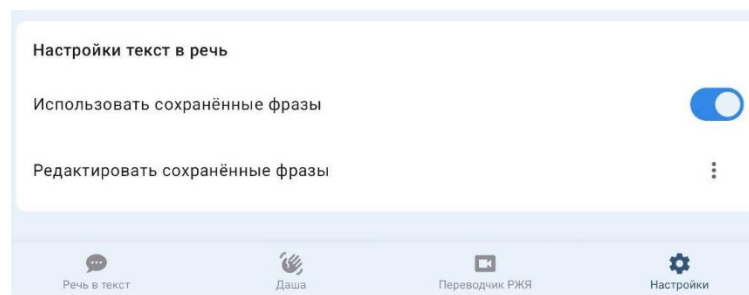 Настройки текст в речь
Использовать сохранённые фразы
Редактировать сохранённые фразы
Речь в текст
Даша
Переводчик РЖЯ
Настройки